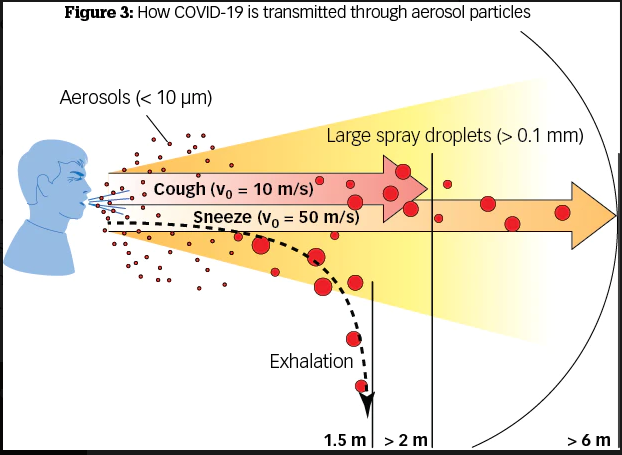 Figure 3: How COVID-19 is transmitted through aerosol particles
Aerosols (< 10 µm)
Large spray droplets (> 0.1 mm)
Cough (v₀ = 10 m/s)
Sneeze (v₀ = 50 m/s)
Exhalation
1.5 m
> 2 m
> 6 m